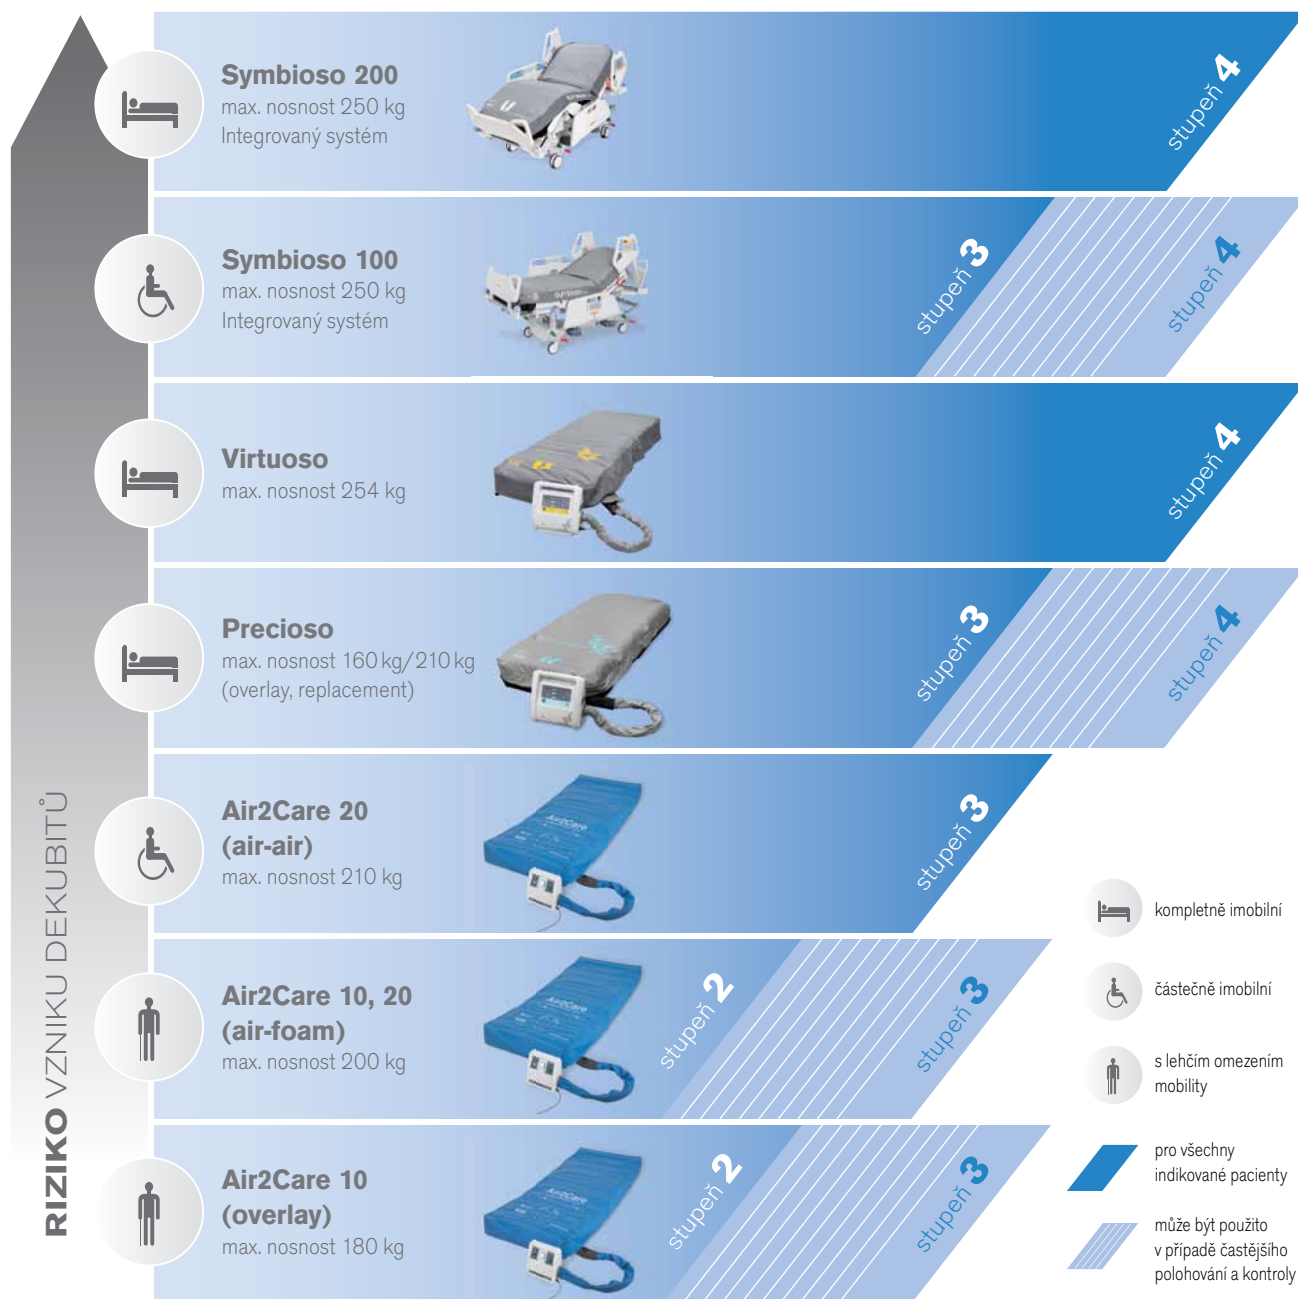 Symbioso 200
max. nosnost 250 kg
Integrovaný systém
stupeň 4
Symbioso 100
max. nosnost 250 kg
Integrovaný systém
stupeň 3
stupeň 4
Virtuoso
max. nosnost 254 kg
stupeň 4
Precioso
max. nosnost 160 kg/210 kg
(overlay, replacement)
stupeň 3
stupeň 4
Air2Care 20
(air-air)
max. nosnost 210 kg
Air2Care
stupeň 3
Air2Care 10, 20
(air-foam)
max. nosnost 200 kg
Air2Care
stupeň 2
stupeň 3
Air2Care 10
(overlay)
max. nosnost 180 kg
Air2Care
stupeň 2
stupeň 3
RIZIKO VZNIKU DEKUBITŮ
kompletně imobilní
částečně imobilní
s lehčím omezením
mobility
pro všechny
indikované pacienty
může být použito
v případě častějšího
polohování a kontroly